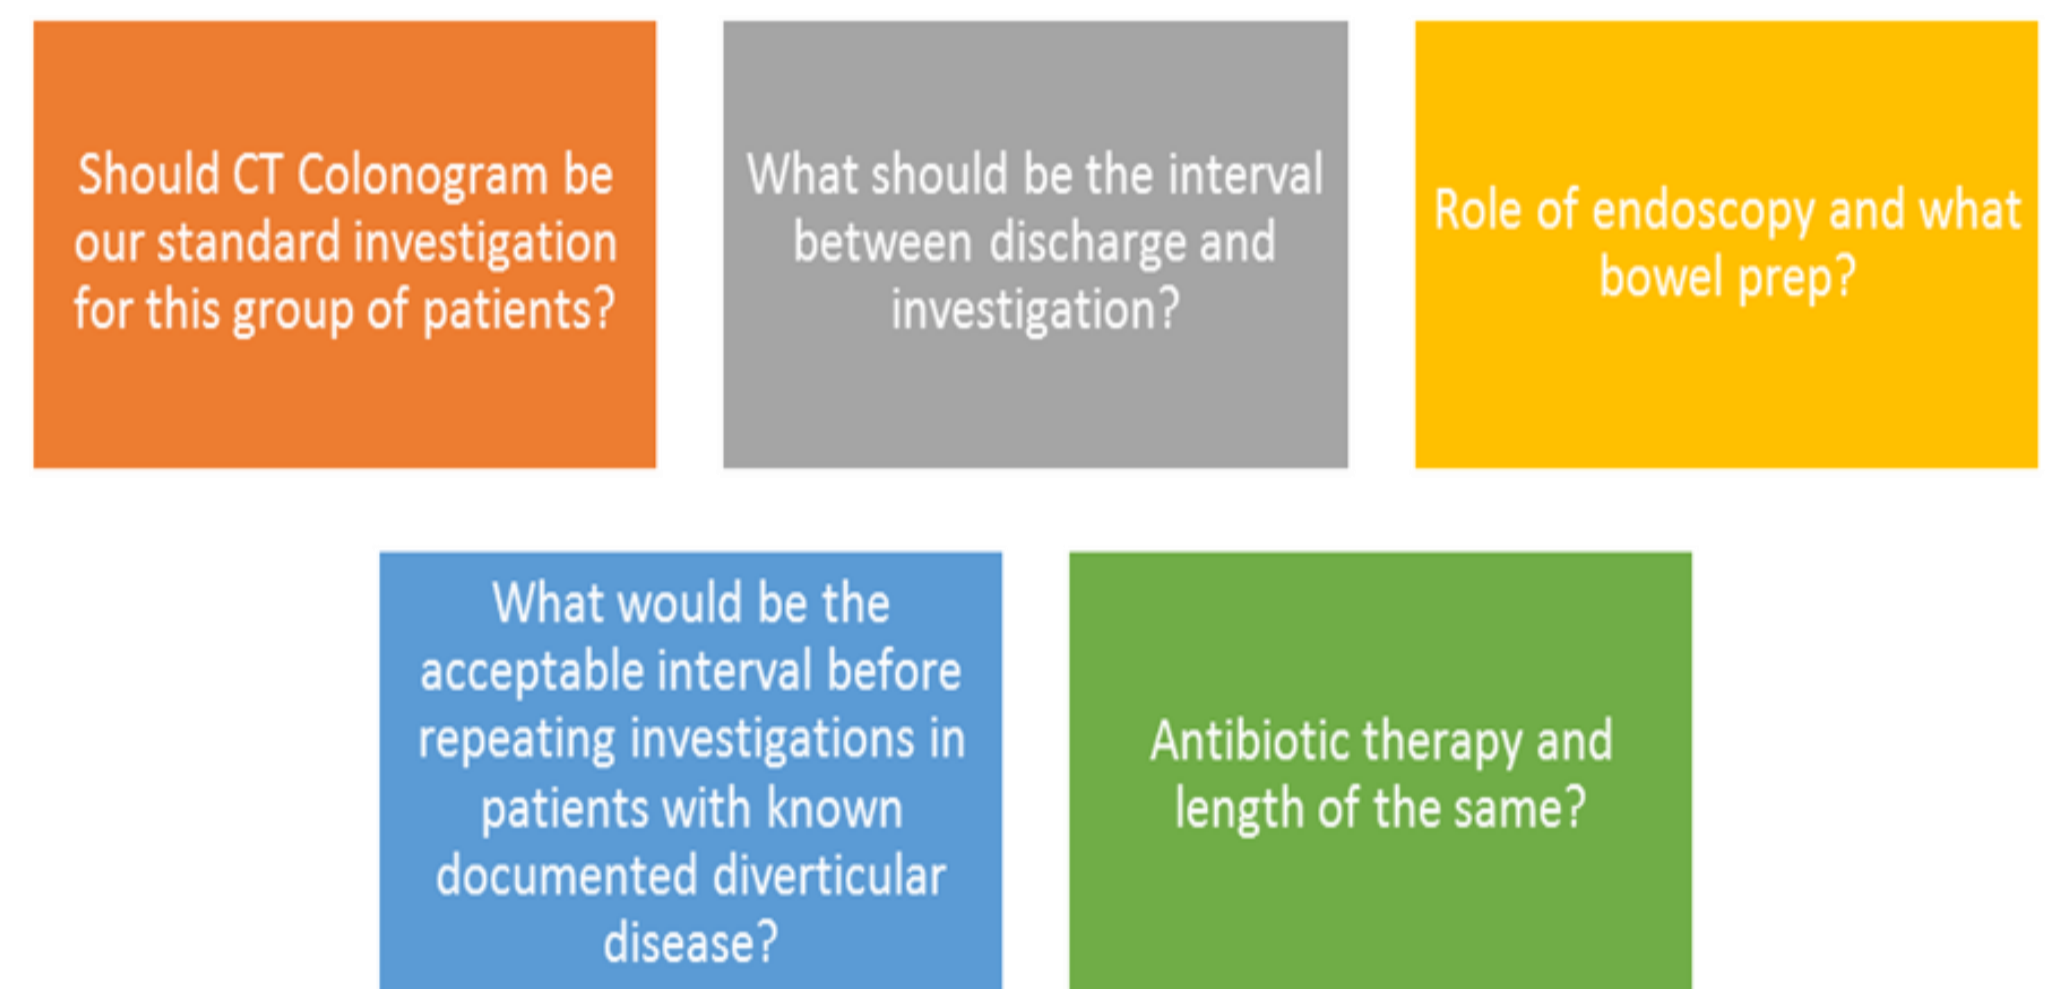 Should CT Colonogram be
our standard investigation
for this group of patients?
What should be the interval
between discharge and
investigation?
Role of endoscopy and what
bowel prep?
What would be the
acceptable interval before
repeating investigations in
patients with known
documented diverticular
disease?
Antibiotic therapy and
length of the same?